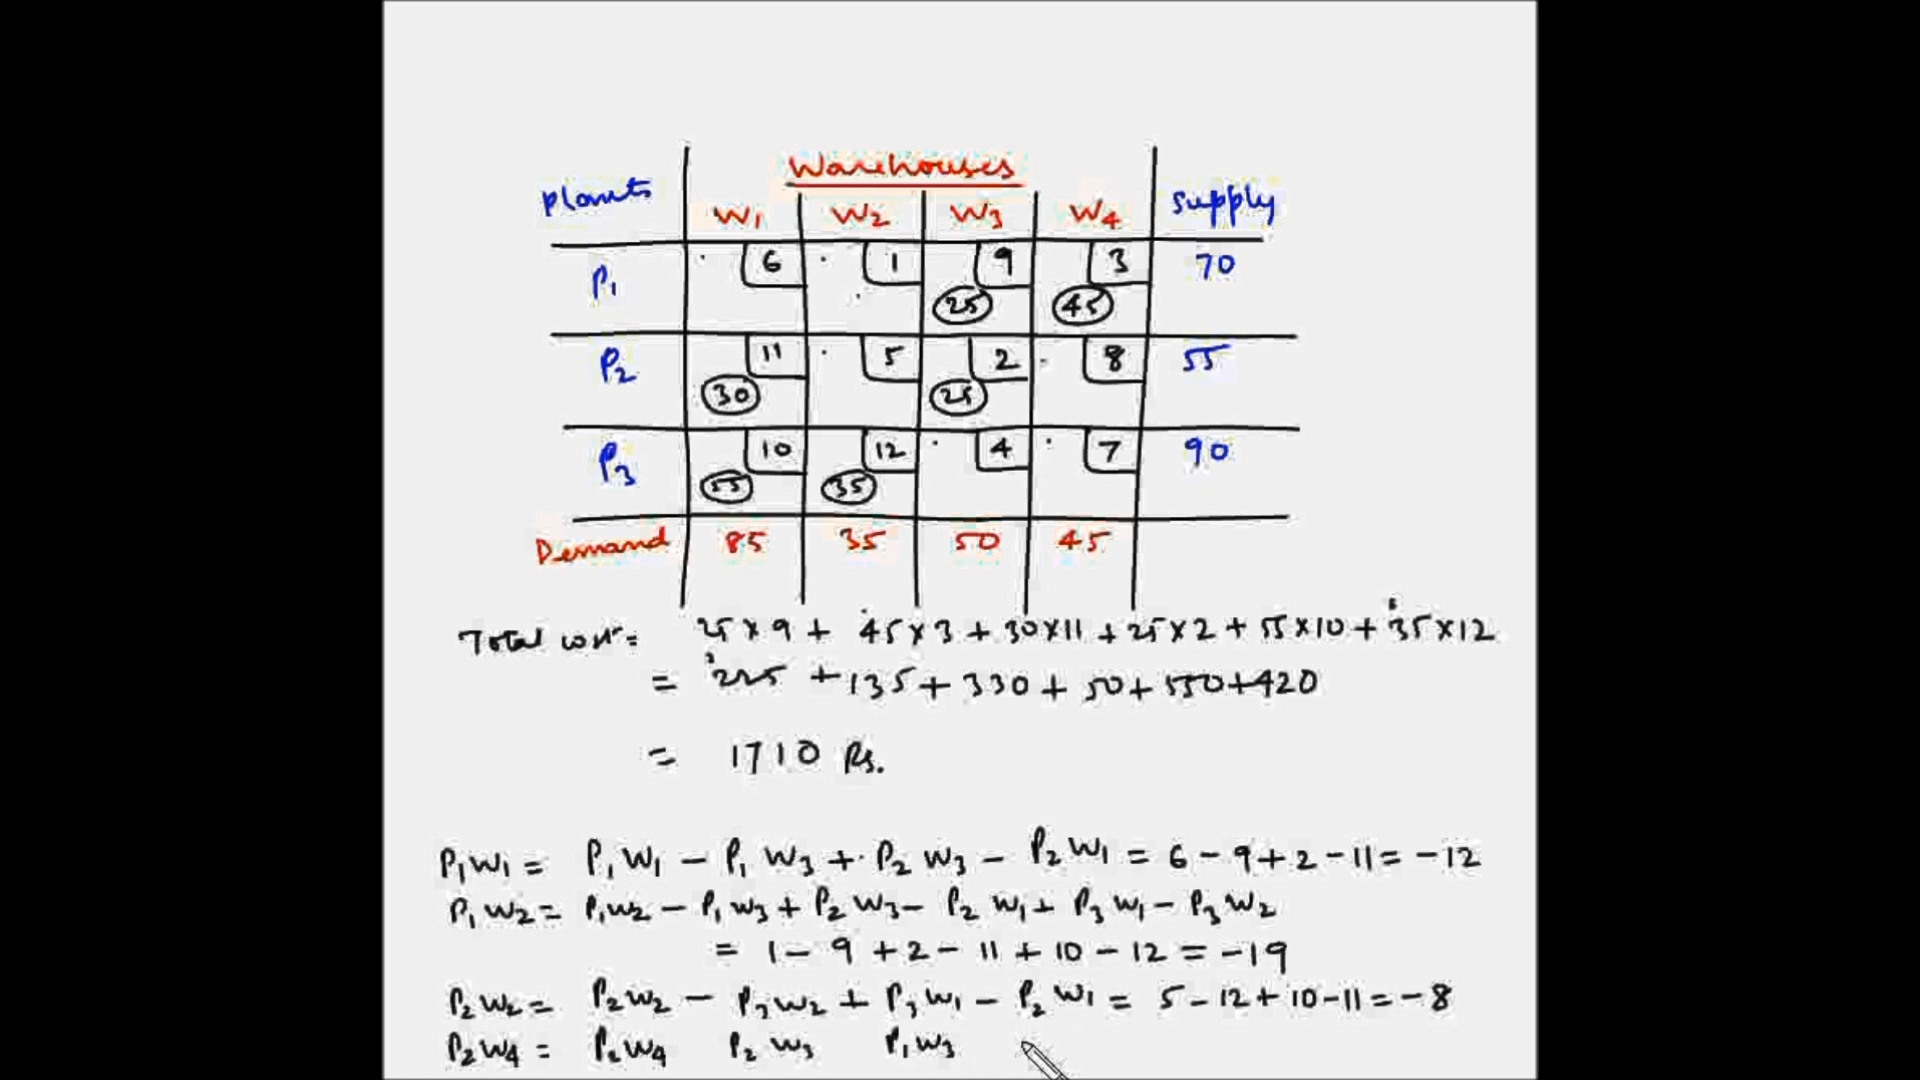 Warehouses
Plants W1 W2 W3 W4 Supply
P1 6 1 9 3 70
25 45
P2 11 5 2 8 55
30 25
P3 10 12 4 7 90
55 35
Demand 85 35 50 45
Total cost = 25×9 + 45×3 + 30×11 + 25×2 + 55×10 + 35×12
= 225 + 135 + 330 + 50 + 550 + 420
= 1710 Rs.
P1W1 = P1W1 - P1W3 + P2W3 - P2W1 = 6 - 9 + 2 - 11 = -12
P1W2 = P1W2 - P1W3 + P2W3 - P2W1 + P3W1 - P3W2
= 1 - 9 + 2 - 11 + 10 - 12 = -19
P2W2 = P2W2 - P3W2 + P3W1 - P2W1 = 5 - 12 + 10 - 11 = -8
P2W4 = P2W4 P2W3 P1W3